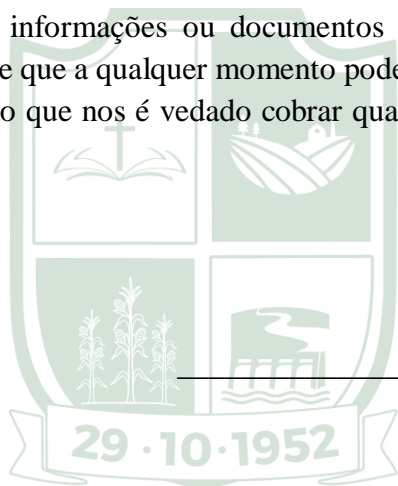 informações ou documentos
e que a qualquer momento pode
o que nos é vedado cobrar qua
29 · 10 · 1952